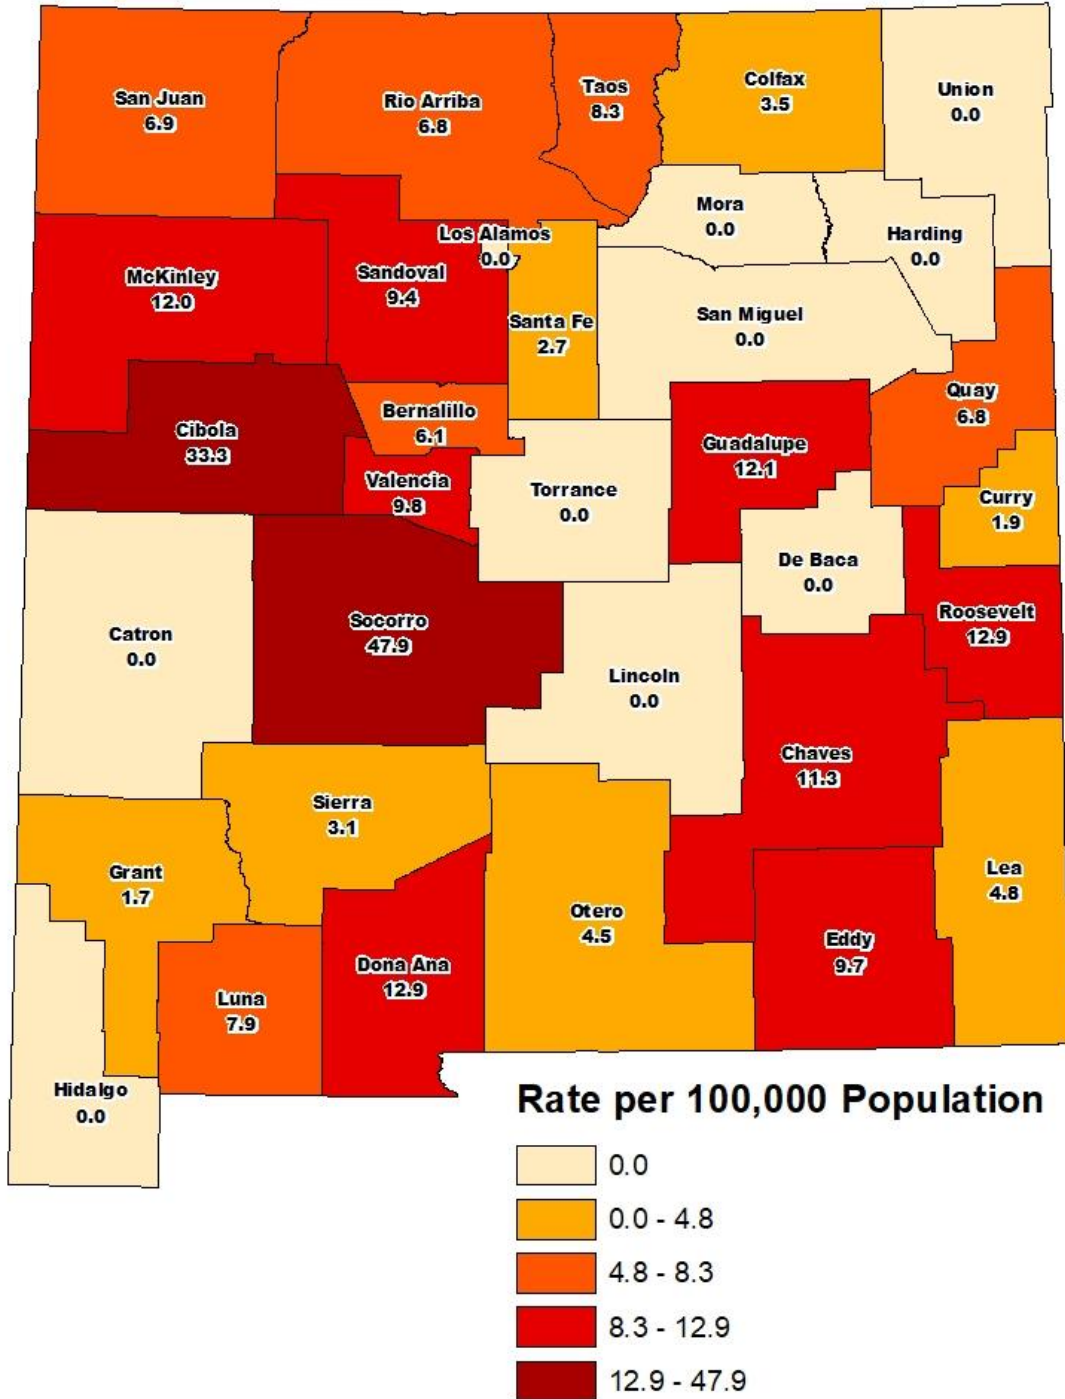 San Juan
6.9
Rio Arriba
6.8
Taos
8.3
Colfax
3.5
Union
0.0
Mora
0.0
Harding
0.0
Los Alamos
0.0
McKinley
12.0
Sandoval
9.4
Santa Fe
2.7
San Miguel
0.0
Quay
6.8
Cibola
33.3
Bernalillo
6.1
Guadalupe
12.1
Valencia
9.8
Torrance
0.0
Curry
1.9
De Baca
0.0
Catron
0.0
Socorro
47.9
Roosevelt
12.9
Lincoln
0.0
Chaves
11.3
Sierra
3.1
Grant
1.7
Otero
4.5
Lea
4.8
Eddy
9.7
Dona Ana
12.9
Luna
7.9
Hidalgo
0.0
Rate per 100,000 Population
0.0
0.0 - 4.8
4.8 - 8.3
8.3 - 12.9
12.9 - 47.9